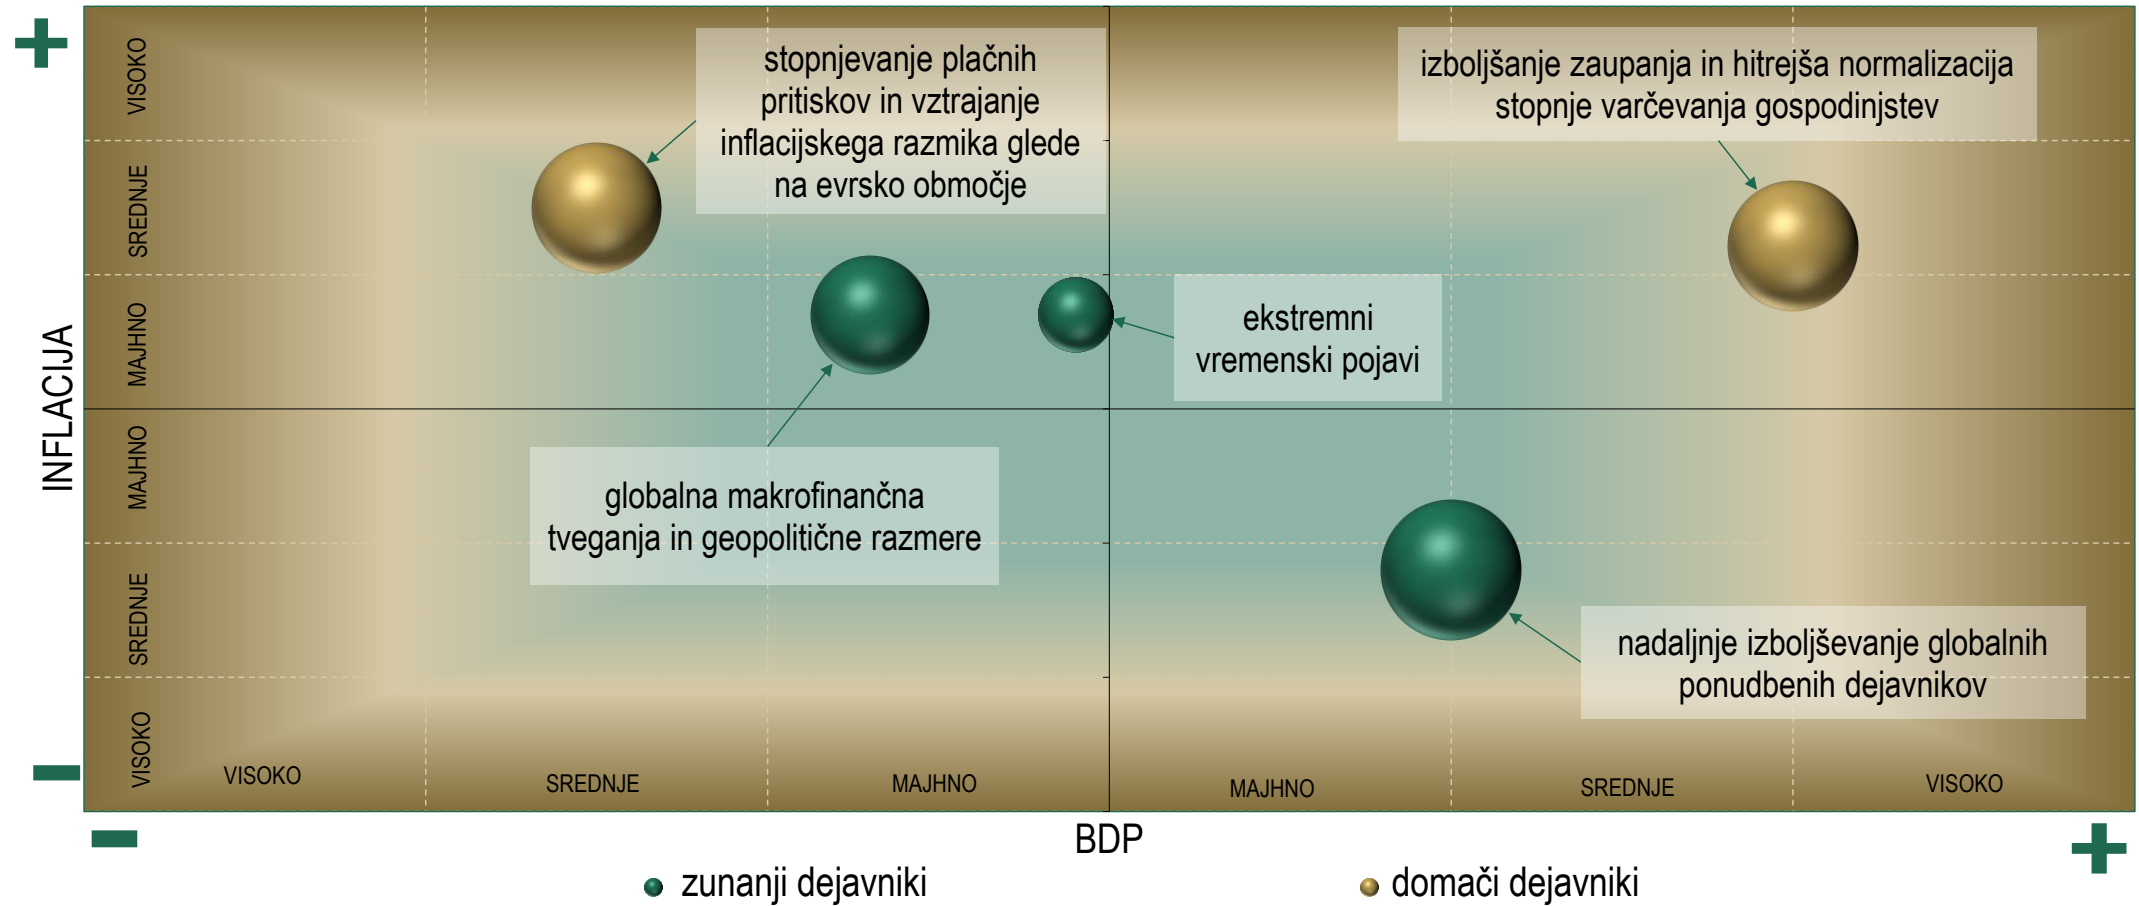 stopnjevanje plačnih
pritiskov in vztrajanje
inflacijskega razmika glede
na evrsko območje
izboljšanje zaupanja in hitrejša normalizacija
stopnje varčevanja gospodinjstev
ekstremni
vremenski pojavi
globalna makrofinančna
tveganja in geopolitične razmere
nadaljnje izboljševanje globalnih
ponudbenih dejavnikov
INFLACIJA
VISOKO
SREDNJE
MAJHNO
MAJHNO
SREDNJE
VISOKO
VISOKO
SREDNJE
MAJHNO
MAJHNO
SREDNJE
VISOKO
BDP
zunanji dejavniki
domači dejavniki